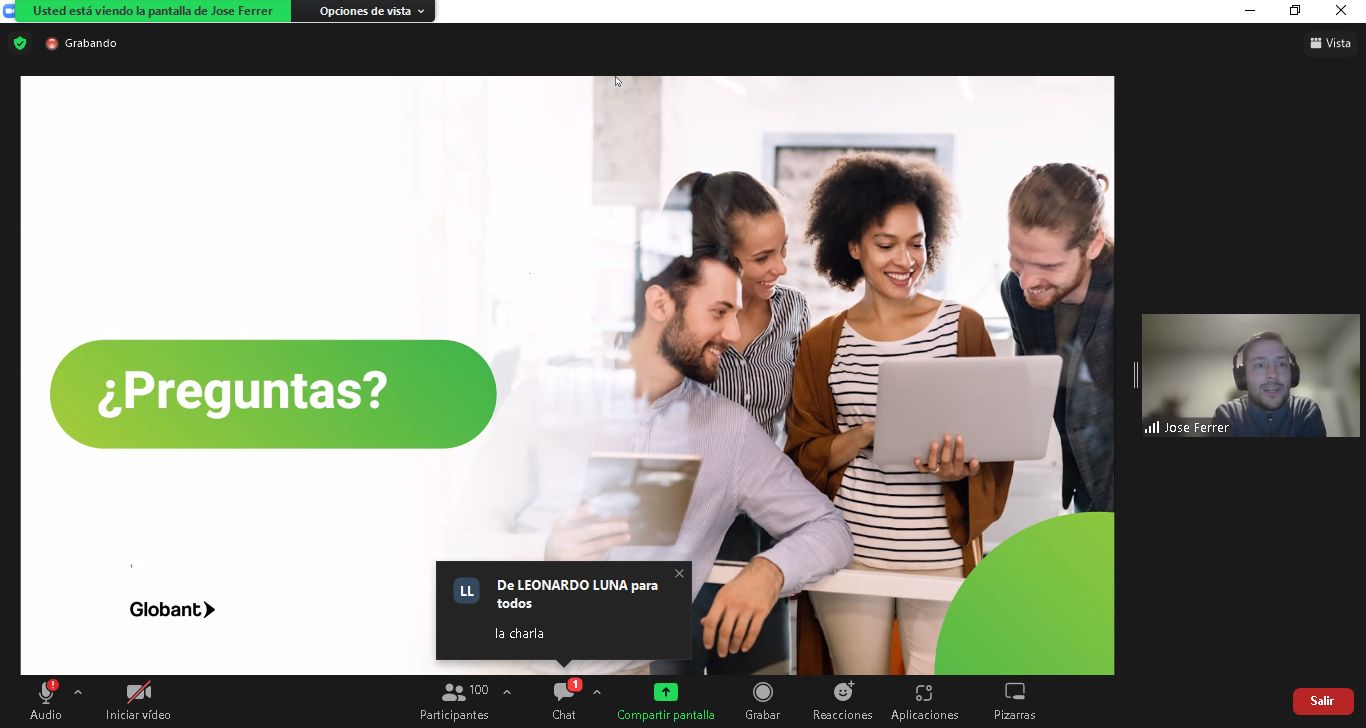 Usted está viendo la pantalla de Jose Ferrer
Opciones de vista
Grabando
Vista
¿Preguntas?
Globant
Jose Ferrer
LL
De LEONARDO LUNA para
todos
la charla
Audio
Iniciar vídeo
100
Participantes
1
Chat
Compartir pantalla
Grabar
Reacciones
Aplicaciones
Pizarras
Salir